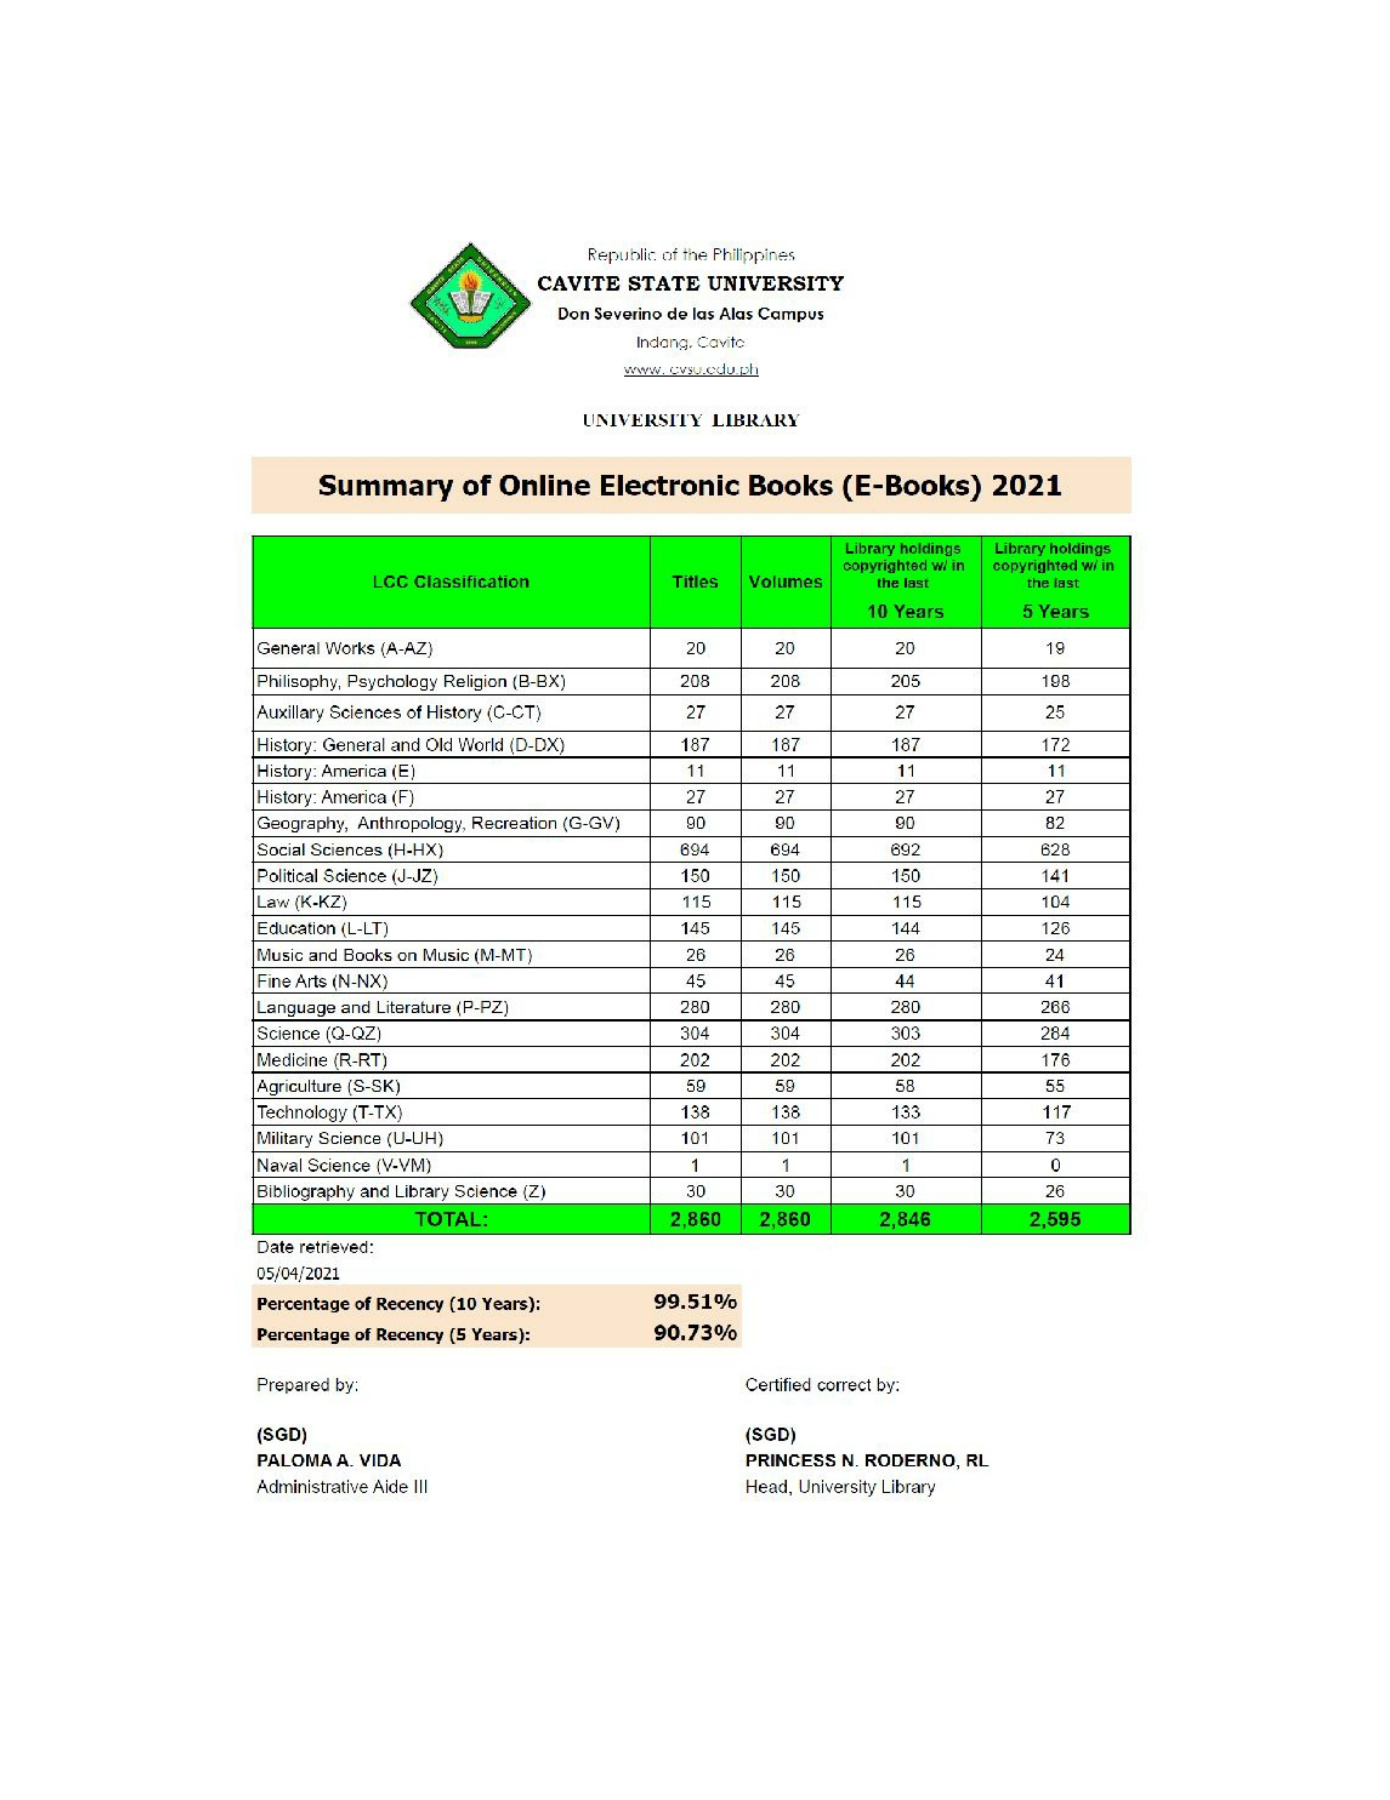 Republic of the Philippines
CAVITE STATE UNIVERSITY
Don Severino de las Alas Campus
Indang, Cavite
www. cvsu.edu.ph
UNIVERSITY LIBRARY
Summary of Online Electronic Books (E-Books) 2021
LCC Classification Titles Volumes Library holdings copyrighted w/ in the last 10 Years Library holdings copyrighted w/ in the last 5 Years
General Works (A-AZ) 20 20 20 19
Philisophy, Psychology Religion (B-BX) 208 208 205 198
Auxillary Sciences of History (C-CT) 27 27 27 25
History: General and Old World (D-DX) 187 187 187 172
History: America (E) 11 11 11 11
History: America (F) 27 27 27 27
Geography, Anthropology, Recreation (G-GV) 90 90 90 82
Social Sciences (H-HX) 694 694 692 628
Political Science (J-JZ) 150 150 150 141
Law (K-KZ) 115 115 115 104
Education (L-LT) 145 145 144 126
Music and Books on Music (M-MT) 26 26 26 24
Fine Arts (N-NX) 45 45 44 41
Language and Literature (P-PZ) 280 280 280 266
Science (Q-QZ) 304 304 303 284
Medicine (R-RT) 202 202 202 176
Agriculture (S-SK) 59 59 58 55
Technology (T-TX) 138 138 133 117
Military Science (U-UH) 101 101 101 73
Naval Science (V-VM) 1 1 1 0
Bibliography and Library Science (Z) 30 30 30 26
TOTAL: 2,860 2,860 2,846 2,595
Date retrieved:
05/04/2021
Percentage of Recency (10 Years): 99.51%
Percentage of Recency (5 Years): 90.73%
Prepared by: Certified correct by:
(SGD) (SGD)
PALOMA A. VIDA PRINCESS N. RODERNO, RL
Administrative Aide III Head, University Library